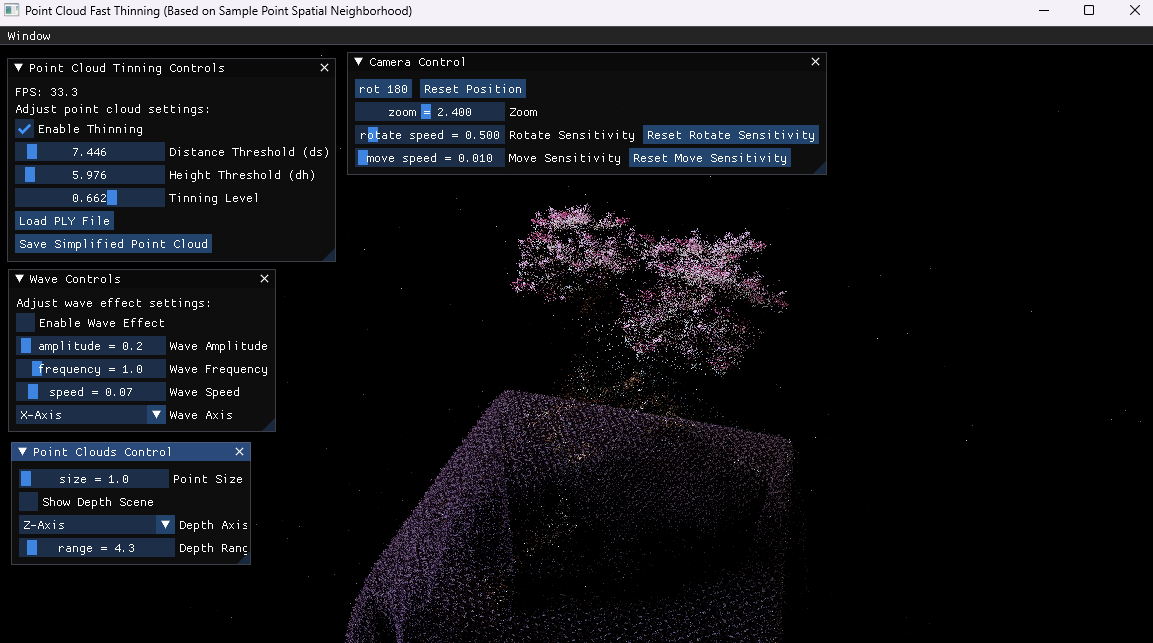 Point Cloud Fast Thinning (Based on Sample Point Spatial Neighborhood)
Window
Point Cloud Tinning Controls
FPS: 33.3
Adjust point cloud settings:
Enable Thinning
7.446 Distance Threshold (ds)
5.976 Height Threshold (dh)
0.662 Tinning Level
Load PLY File
Save Simplified Point Cloud
Camera Control
rot 180 Reset Position
zoom = 2.400 Zoom
rotate speed = 0.500 Rotate Sensitivity Reset Rotate Sensitivity
move speed = 0.010 Move Sensitivity Reset Move Sensitivity
Wave Controls
Adjust wave effect settings:
Enable Wave Effect
amplitude = 0.2 Wave Amplitude
frequency = 1.0 Wave Frequency
speed = 0.07 Wave Speed
X-Axis Wave Axis
Point Clouds Control
size = 1.0 Point Size
Show Depth Scene
Z-Axis Depth Axis
range = 4.3 Depth Rang